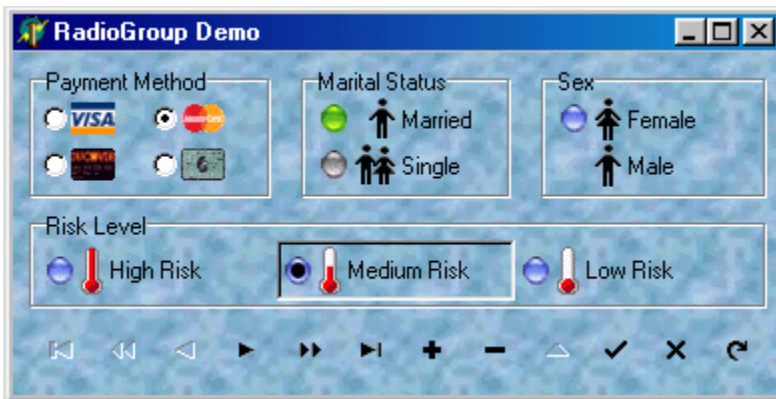 RadioGroup Demo
Payment Method
Marital Status
Sex
VISA
Married
Female
DISCOVER
Single
Male
Risk Level
High Risk
Medium Risk
Low Risk